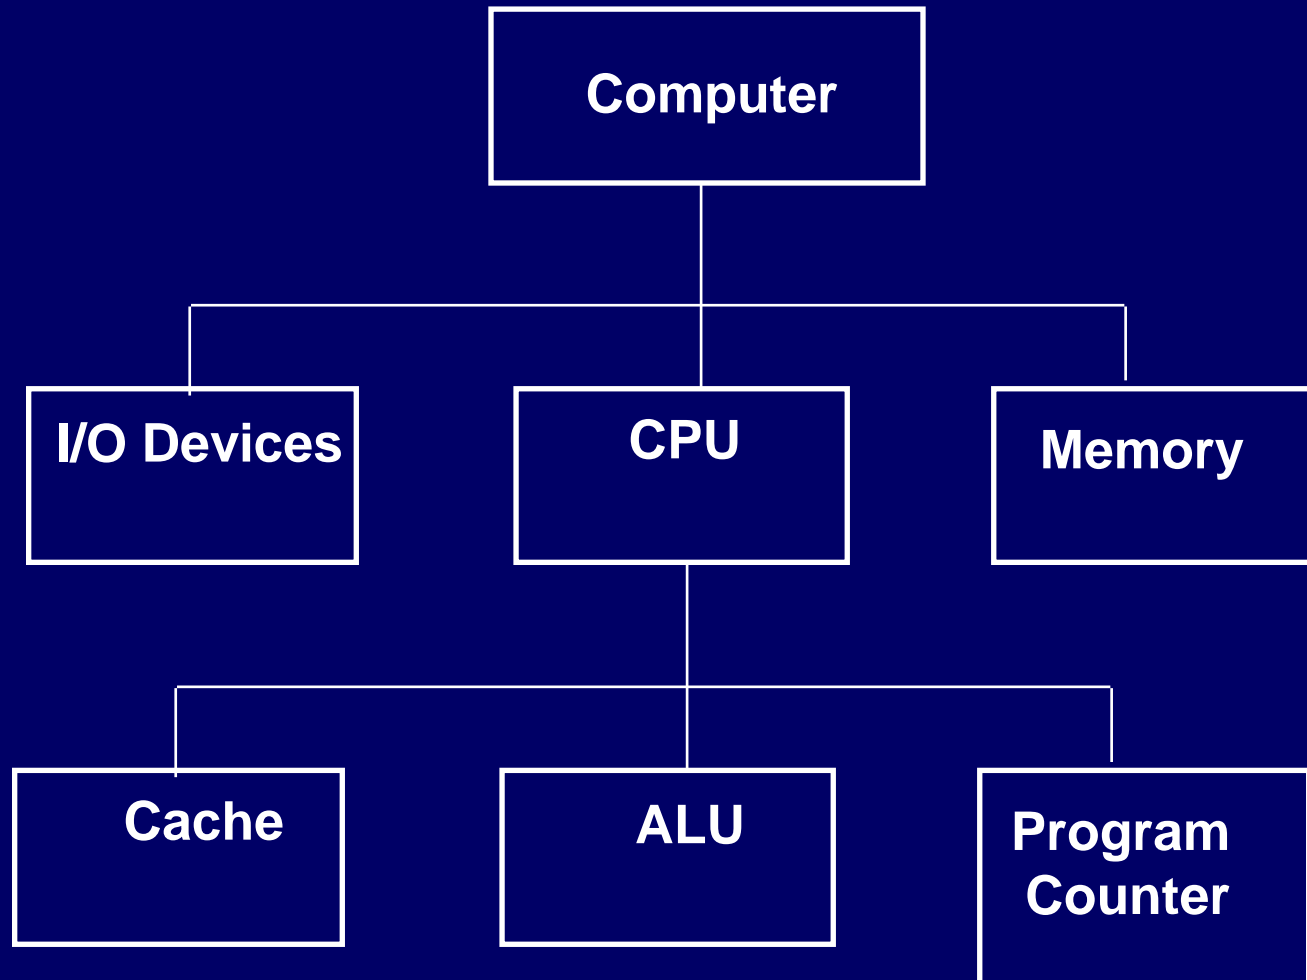 Computer
I/O Devices
CPU
Memory
Cache
ALU
Program
Counter